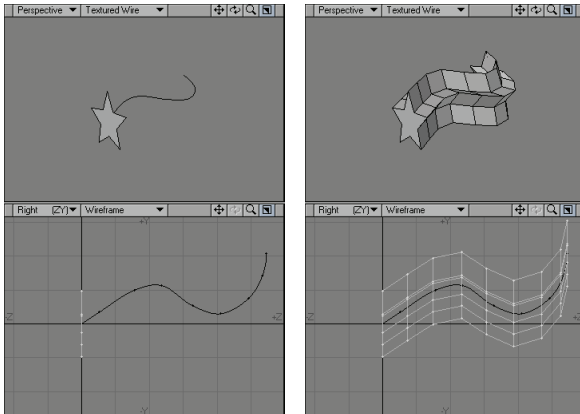 Perspective Textured Wire
Perspective Textured Wire
Right (ZY) Wireframe
Right (ZY) Wireframe
+Y
+Y
-Z
+Z
-Z
+Z
-Y
-Y